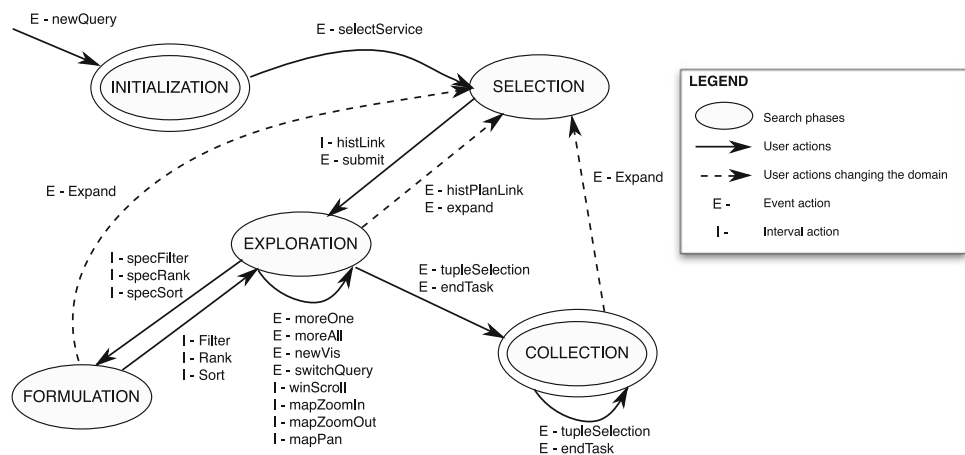 E - newQuery
E - selectService
INITIALIZATION
SELECTION
LEGEND
Search phases
User actions
User actions changing the domain
E - Event action
I - Interval action
I - histLink
E - submit
E - Expand
E - histPlanLink
E - expand
E - Expand
EXPLORATION
I - specFilter
I - specRank
I - specSort
E - tupleSelection
E - endTask
I - Filter
I - Rank
I - Sort
E - moreOne
E - moreAll
E - newVis
E - switchQuery
I - winScroll
I - mapZoomIn
I - mapZoomOut
I - mapPan
COLLECTION
FORMULATION
E - tupleSelection
E - endTask